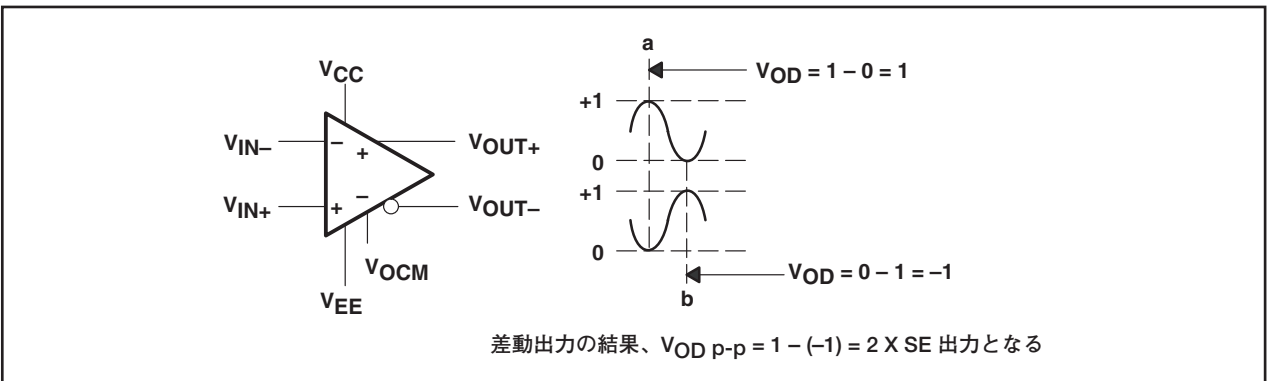 a
VCC
VOD = 1 – 0 = 1
+1
VIN–
–
+
VOUT+
0
+1
VIN+
+
–
VOUT–
0
VOCM
VOD = 0 – 1 = –1
VEE
b
差動出力の結果、VOD p-p = 1 – (–1) = 2 X SE 出力となる